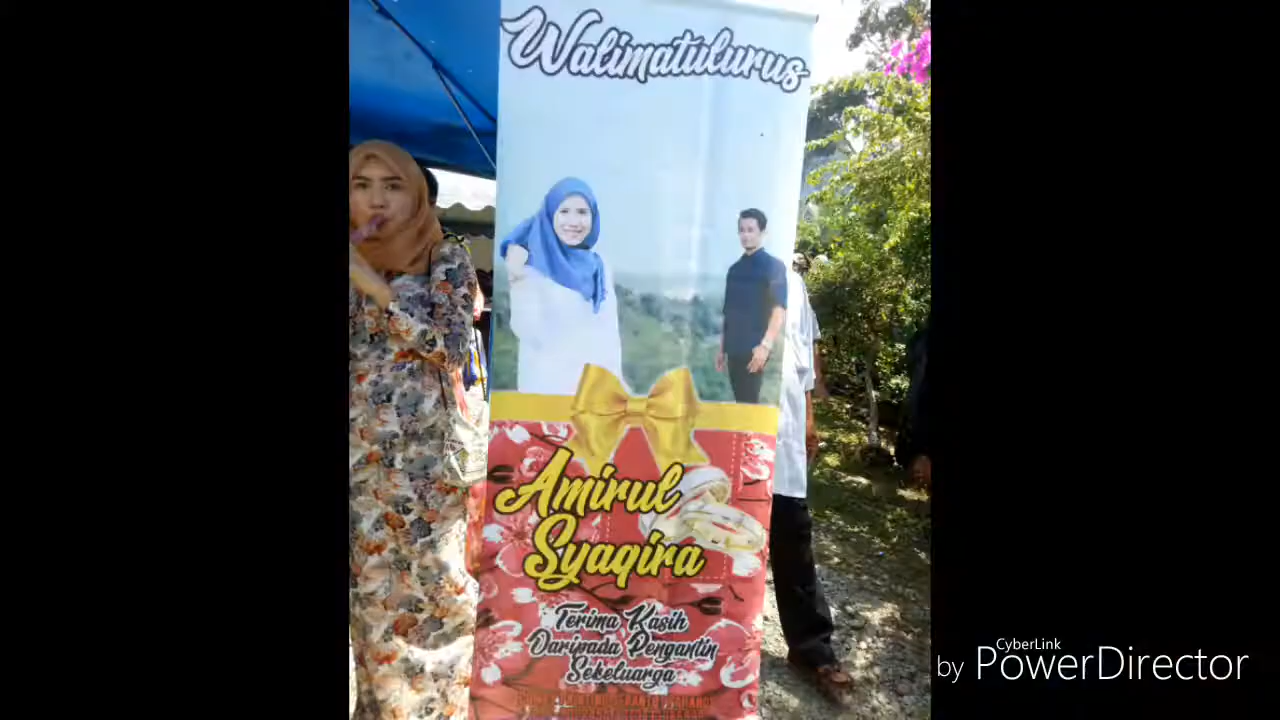 Walimatulurus
Amirul
Syaqira
Terima Kasih
Daripada Pengantin
Sekeluarga
CyberLink
by PowerDirector